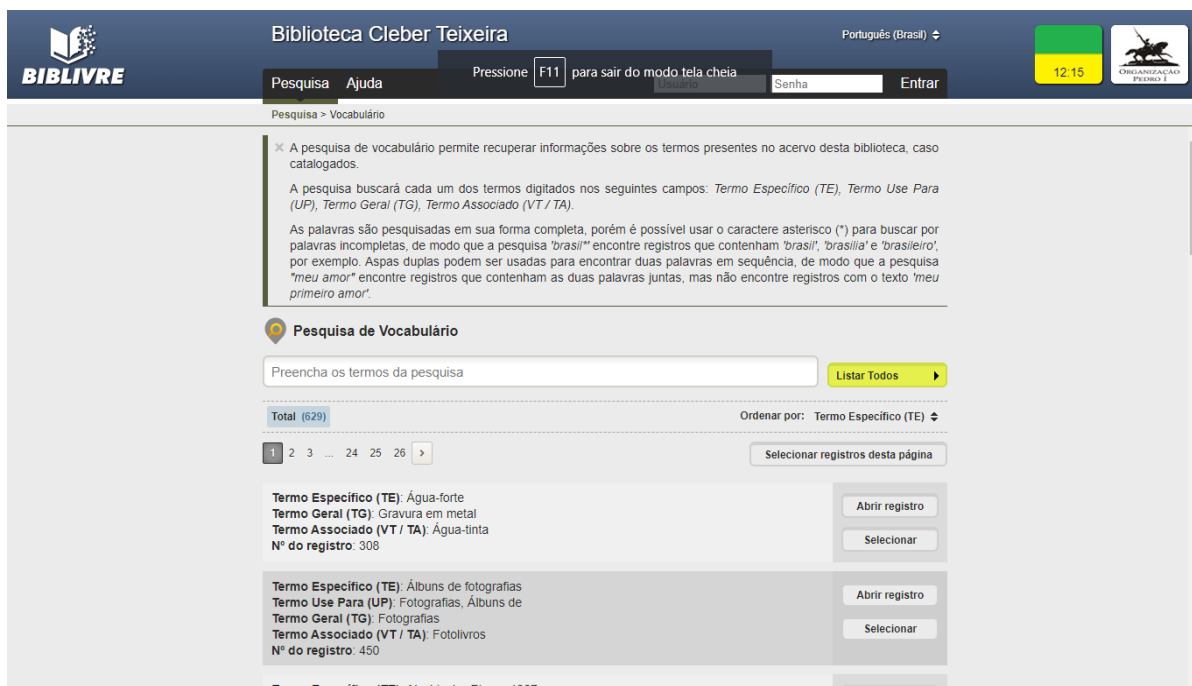 BIBLIVRE
Biblioteca Cleber Teixeira
Português (Brasil)
12:15
ORGANIZAÇÃO
PEDRO I
Pressione F11 para sair do modo tela cheia
Pesquisa Ajuda
Usuário Senha Entrar
Pesquisa > Vocabulário
A pesquisa de vocabulário permite recuperar informações sobre os termos presentes no acervo desta biblioteca, caso
catalogados.
A pesquisa buscará cada um dos termos digitados nos seguintes campos: Termo Específico (TE), Termo Use Para
(UP), Termo Geral (TG), Termo Associado (VT / TA).
As palavras são pesquisadas em sua forma completa, porém é possível usar o caractere asterisco (*) para buscar por
palavras incompletas, de modo que a pesquisa 'brasil*' encontre registros que contenham 'brasil', 'brasilia' e 'brasileiro',
por exemplo. Aspas duplas podem ser usadas para encontrar duas palavras em sequência, de modo que a pesquisa
"meu amor" encontre registros que contenham as duas palavras juntas, mas não encontre registros com o texto 'meu
primeiro amor'.
Pesquisa de Vocabulário
Preencha os termos da pesquisa
Listar Todos
Total (629)
Ordenar por: Termo Específico (TE)
1 2 3 ... 24 25 26 >
Selecionar registros desta página
Termo Específico (TE): Água-forte
Termo Geral (TG): Gravura em metal
Termo Associado (VT / TA): Água-tinta
Nº do registro: 308
Abrir registro
Selecionar
Termo Específico (TE): Álbuns de fotografias
Termo Use Para (UP): Fotografias, Álbuns de
Termo Geral (TG): Fotografias
Termo Associado (VT / TA): Fotolivros
Nº do registro: 450
Abrir registro
Selecionar